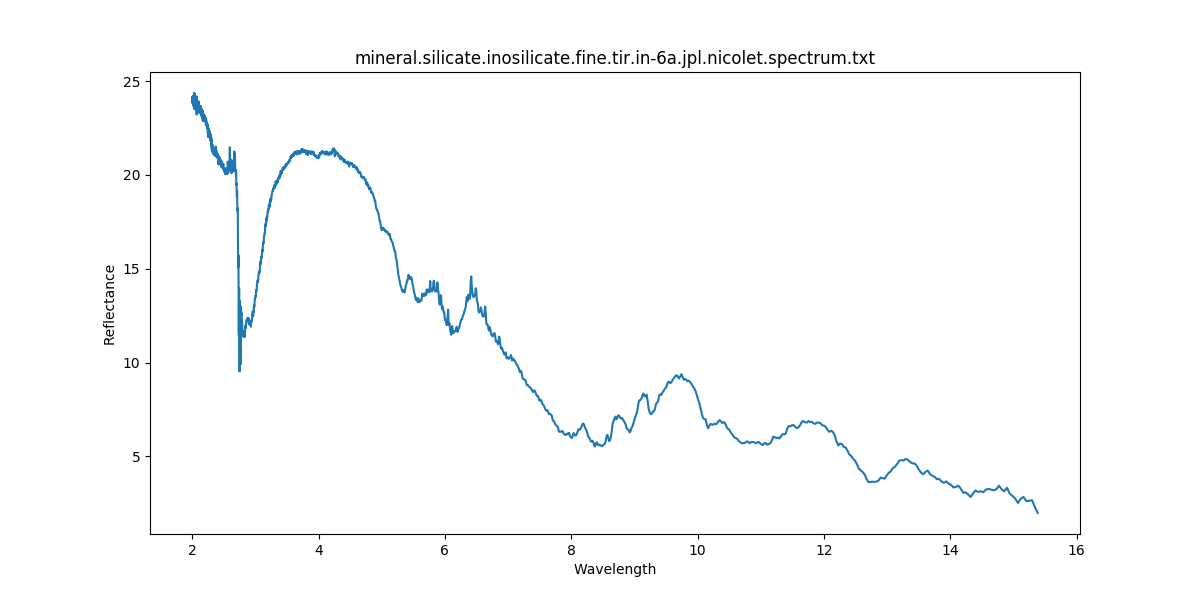 mineral.silicate.inosilicate.fine.tir.in-6a.jpl.nicolet.spectrum.txt
25
20
15
10
5
Reflectance
2 4 6 8 10 12 14 16
Wavelength